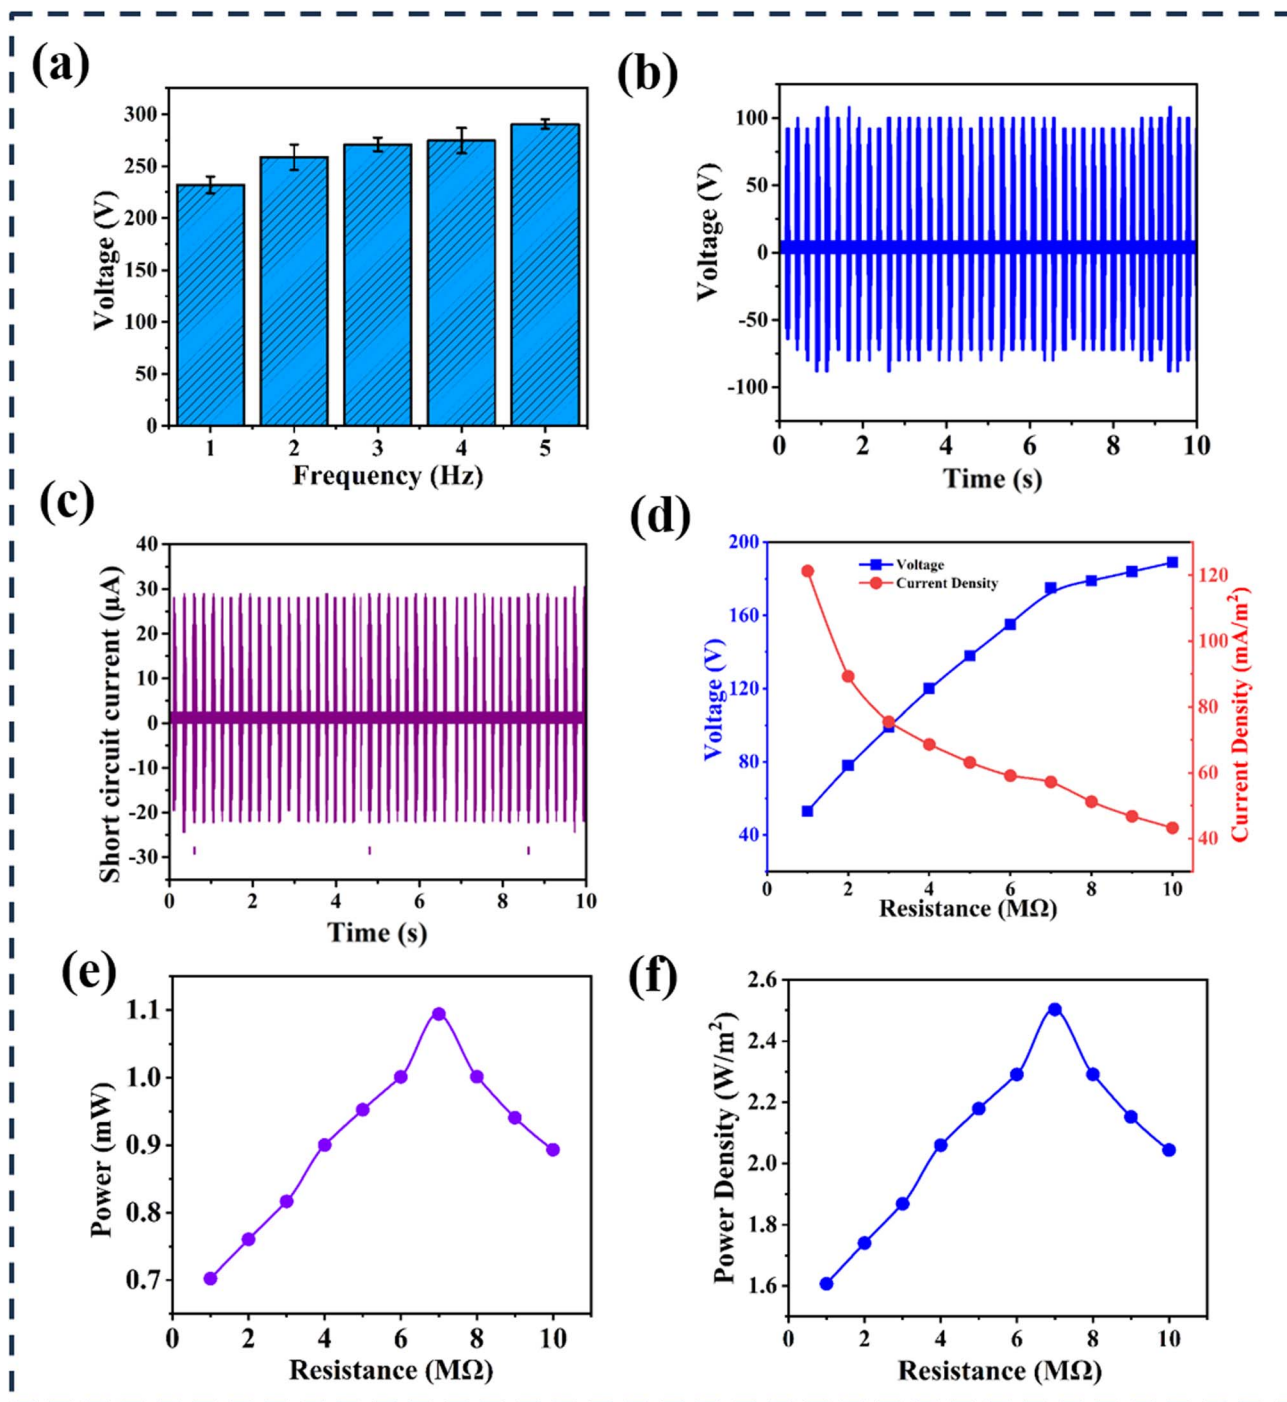 (a)
300
250
200
150
100
50
0
Voltage (V)
1 2 3 4 5
Frequency (Hz)
(b)
100
50
0
-50
-100
Voltage (V)
0 2 4 6 8 10
Time (s)
(c)
40
30
20
10
0
-10
-20
-30
Short circuit current (μA)
0 2 4 6 8 10
Time (s)
(d)
200
160
120
80
40
Voltage (V)
Voltage
Current Density
120
100
80
60
40
Current Density (mA/m²)
0 2 4 6 8 10
Resistance (MΩ)
(e)
1.1
1.0
0.9
0.8
0.7
Power (mW)
0 2 4 6 8 10
Resistance (MΩ)
(f)
2.6
2.4
2.2
2.0
1.8
1.6
Power Density (W/m²)
0 2 4 6 8 10
Resistance (MΩ)